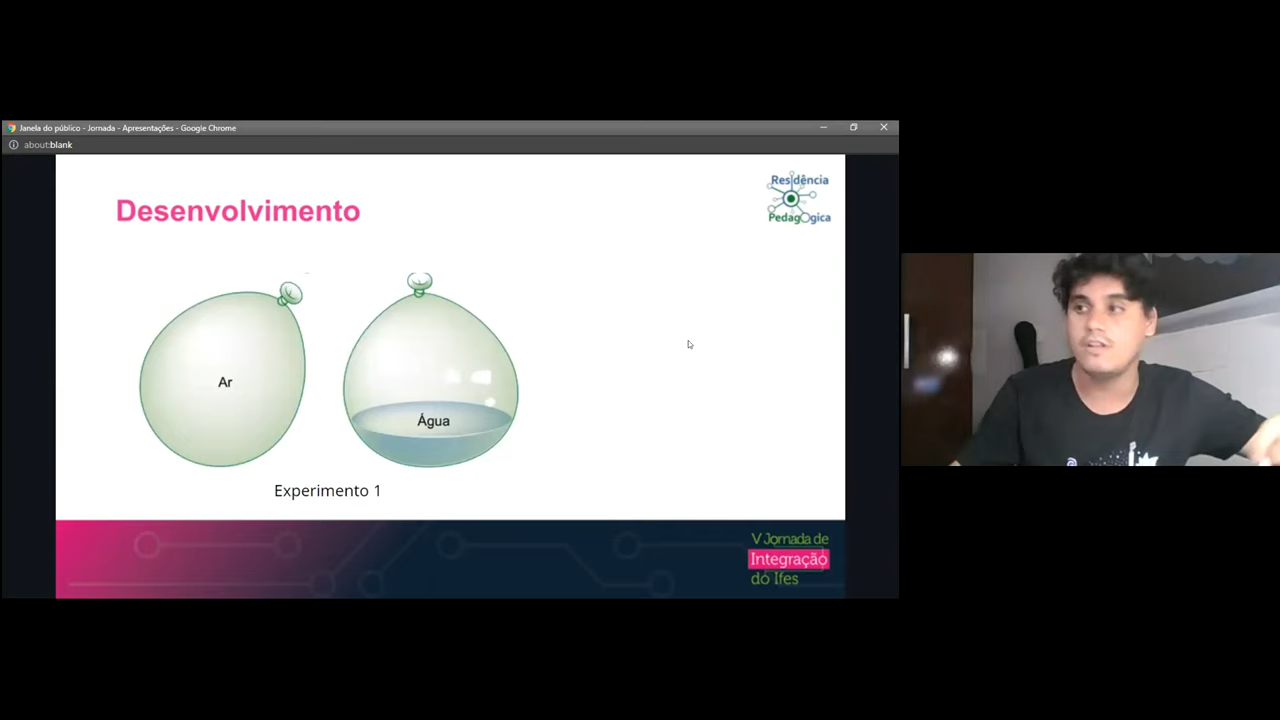 Janela do público - Jornada - Apresentações - Google Chrome
about:blank
Residência
Pedagógica
Desenvolvimento
Ar
Água
Experimento 1
V Jornada de
Integração
do Ifes